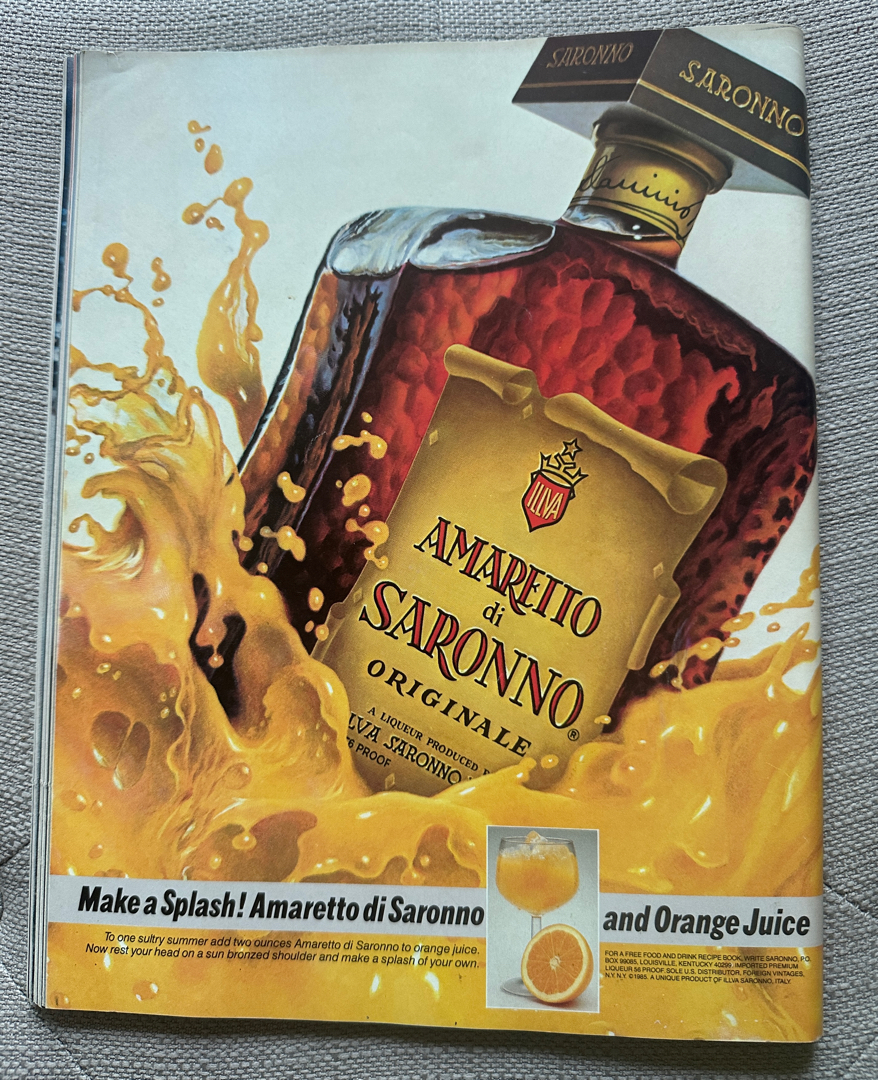 SARONNO
SARONNO
ILLVA
AMARETTO
di
SARONNO
ORIGINALE
®
A LIQUEUR PRODUCED
ILVA SARONNO
56 PROOF
Make a Splash! Amaretto di Saronno and Orange Juice
To one sultry summer add two ounces Amaretto di Saronno to orange juice.
Now rest your head on a sun bronzed shoulder and make a splash of your own.
FOR A FREE FOOD AND DRINK RECIPE BOOK, WRITE SARONNO, P.O.
BOX 99085, LOUISVILLE, KENTUCKY 40299. IMPORTED PREMIUM
LIQUEUR 56 PROOF. SOLE U.S. DISTRIBUTOR, FOREIGN VINTAGES,
N.Y. N.Y. ©1985. A UNIQUE PRODUCT OF ILLVA SARONNO, ITALY.